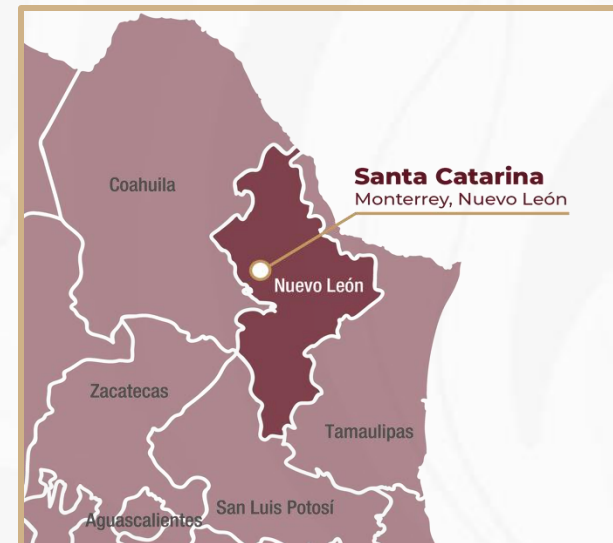 Coahuila
Santa Catarina
Monterrey, Nuevo León
Nuevo León
Zacatecas
Tamaulipas
San Luis Potosí
Aguascalientes